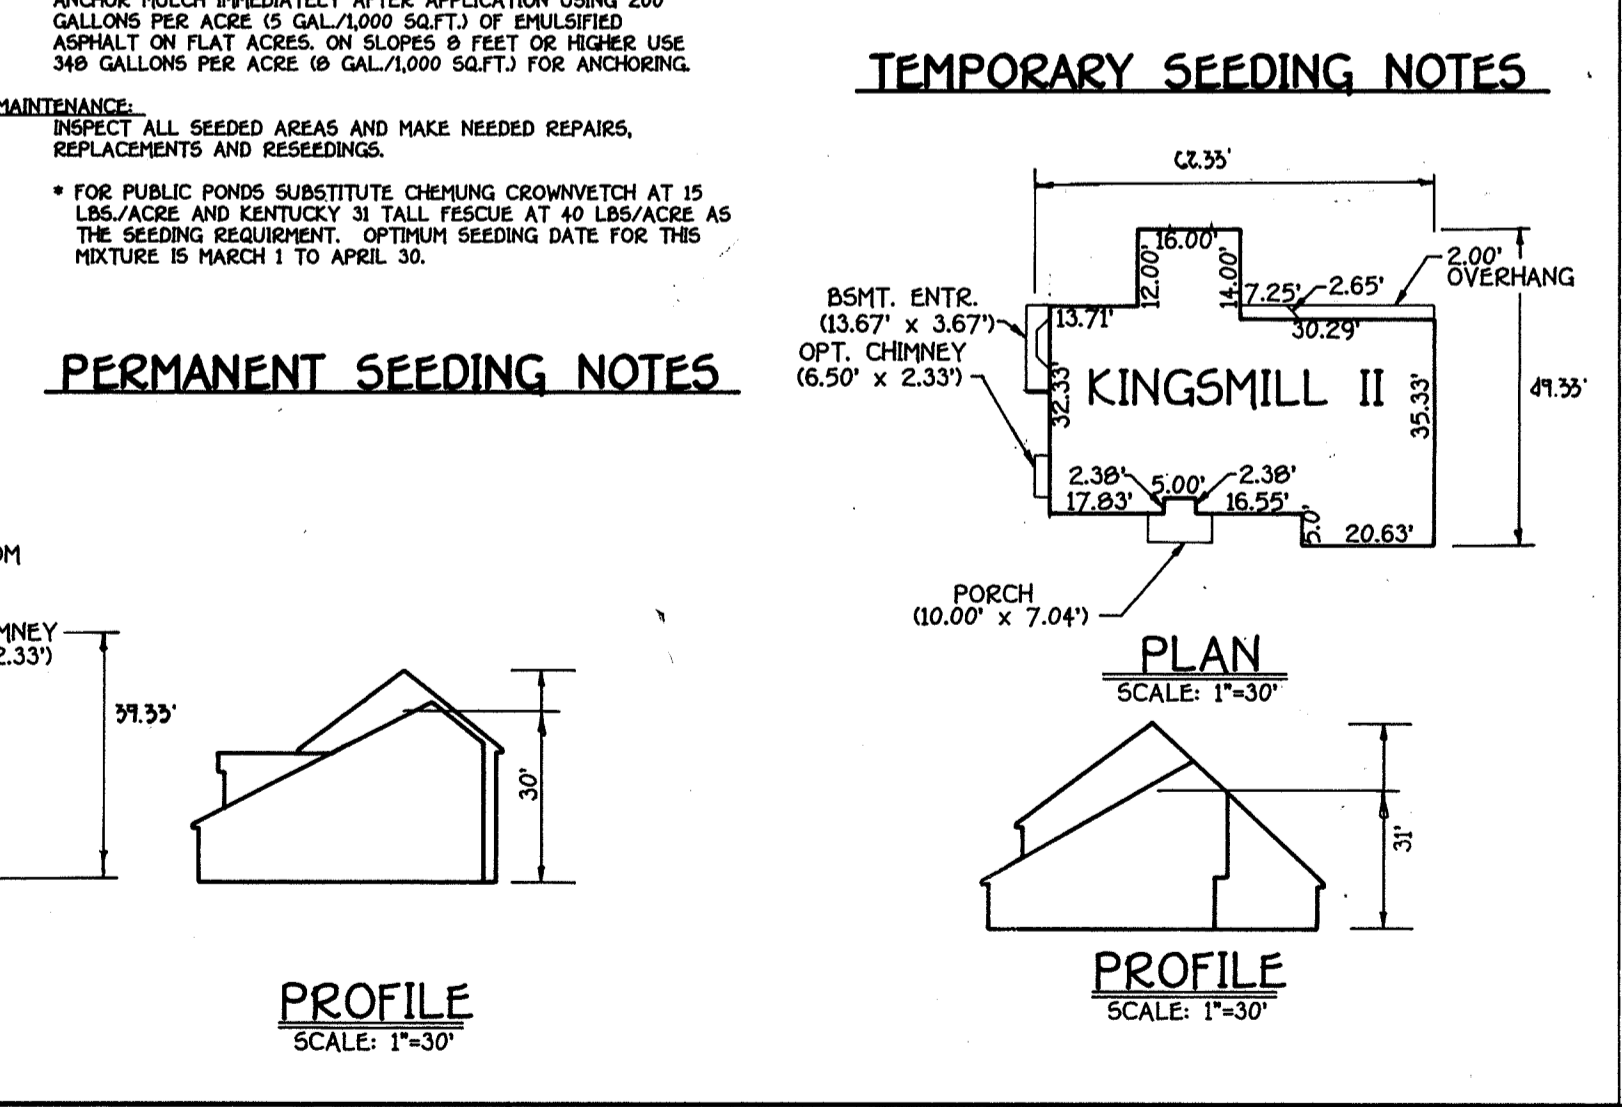 ANCHOR MULCH IMMEDIATELY AFTER APPLICATION USING 200
GALLONS PER ACRE (5 GAL./1,000 SQ.FT.) OF EMULSIFIED
ASPHALT ON FLAT ACRES. ON SLOPES 8 FEET OR HIGHER USE
348 GALLONS PER ACRE (8 GAL./1,000 SQ.FT.) FOR ANCHORING.
MAINTENANCE:
INSPECT ALL SEEDED AREAS AND MAKE NEEDED REPAIRS,
REPLACEMENTS AND RESEEDINGS.
* FOR PUBLIC PONDS SUBSTITUTE CHEMUNG CROWNVETCH AT 15
LBS./ACRE AND KENTUCKY 31 TALL FESCUE AT 40 LBS/ACRE AS
THE SEEDING REQUIRMENT. OPTIMUM SEEDING DATE FOR THIS
MIXTURE IS MARCH 1 TO APRIL 30.
PERMANENT SEEDING NOTES
TEMPORARY SEEDING NOTES
62.33'
16.00'
12.00'
14.00'
2.00'
OVERHANG
7.25'
2.65'
BSMT. ENTR.
(13.67' x 3.67')
13.71'
30.29'
OPT. CHIMNEY
(6.50' x 2.33')
32.33'
KINGSMILL II
35.33'
49.33'
2.38'
5.00'
2.38'
17.83'
16.55'
5.0'
20.63'
PORCH
(10.00' x 7.04')
PLAN
SCALE: 1"=30'
OM
MNEY
2.33')
39.33'
30'
PROFILE
SCALE: 1"=30'
31'
PROFILE
SCALE: 1"=30'